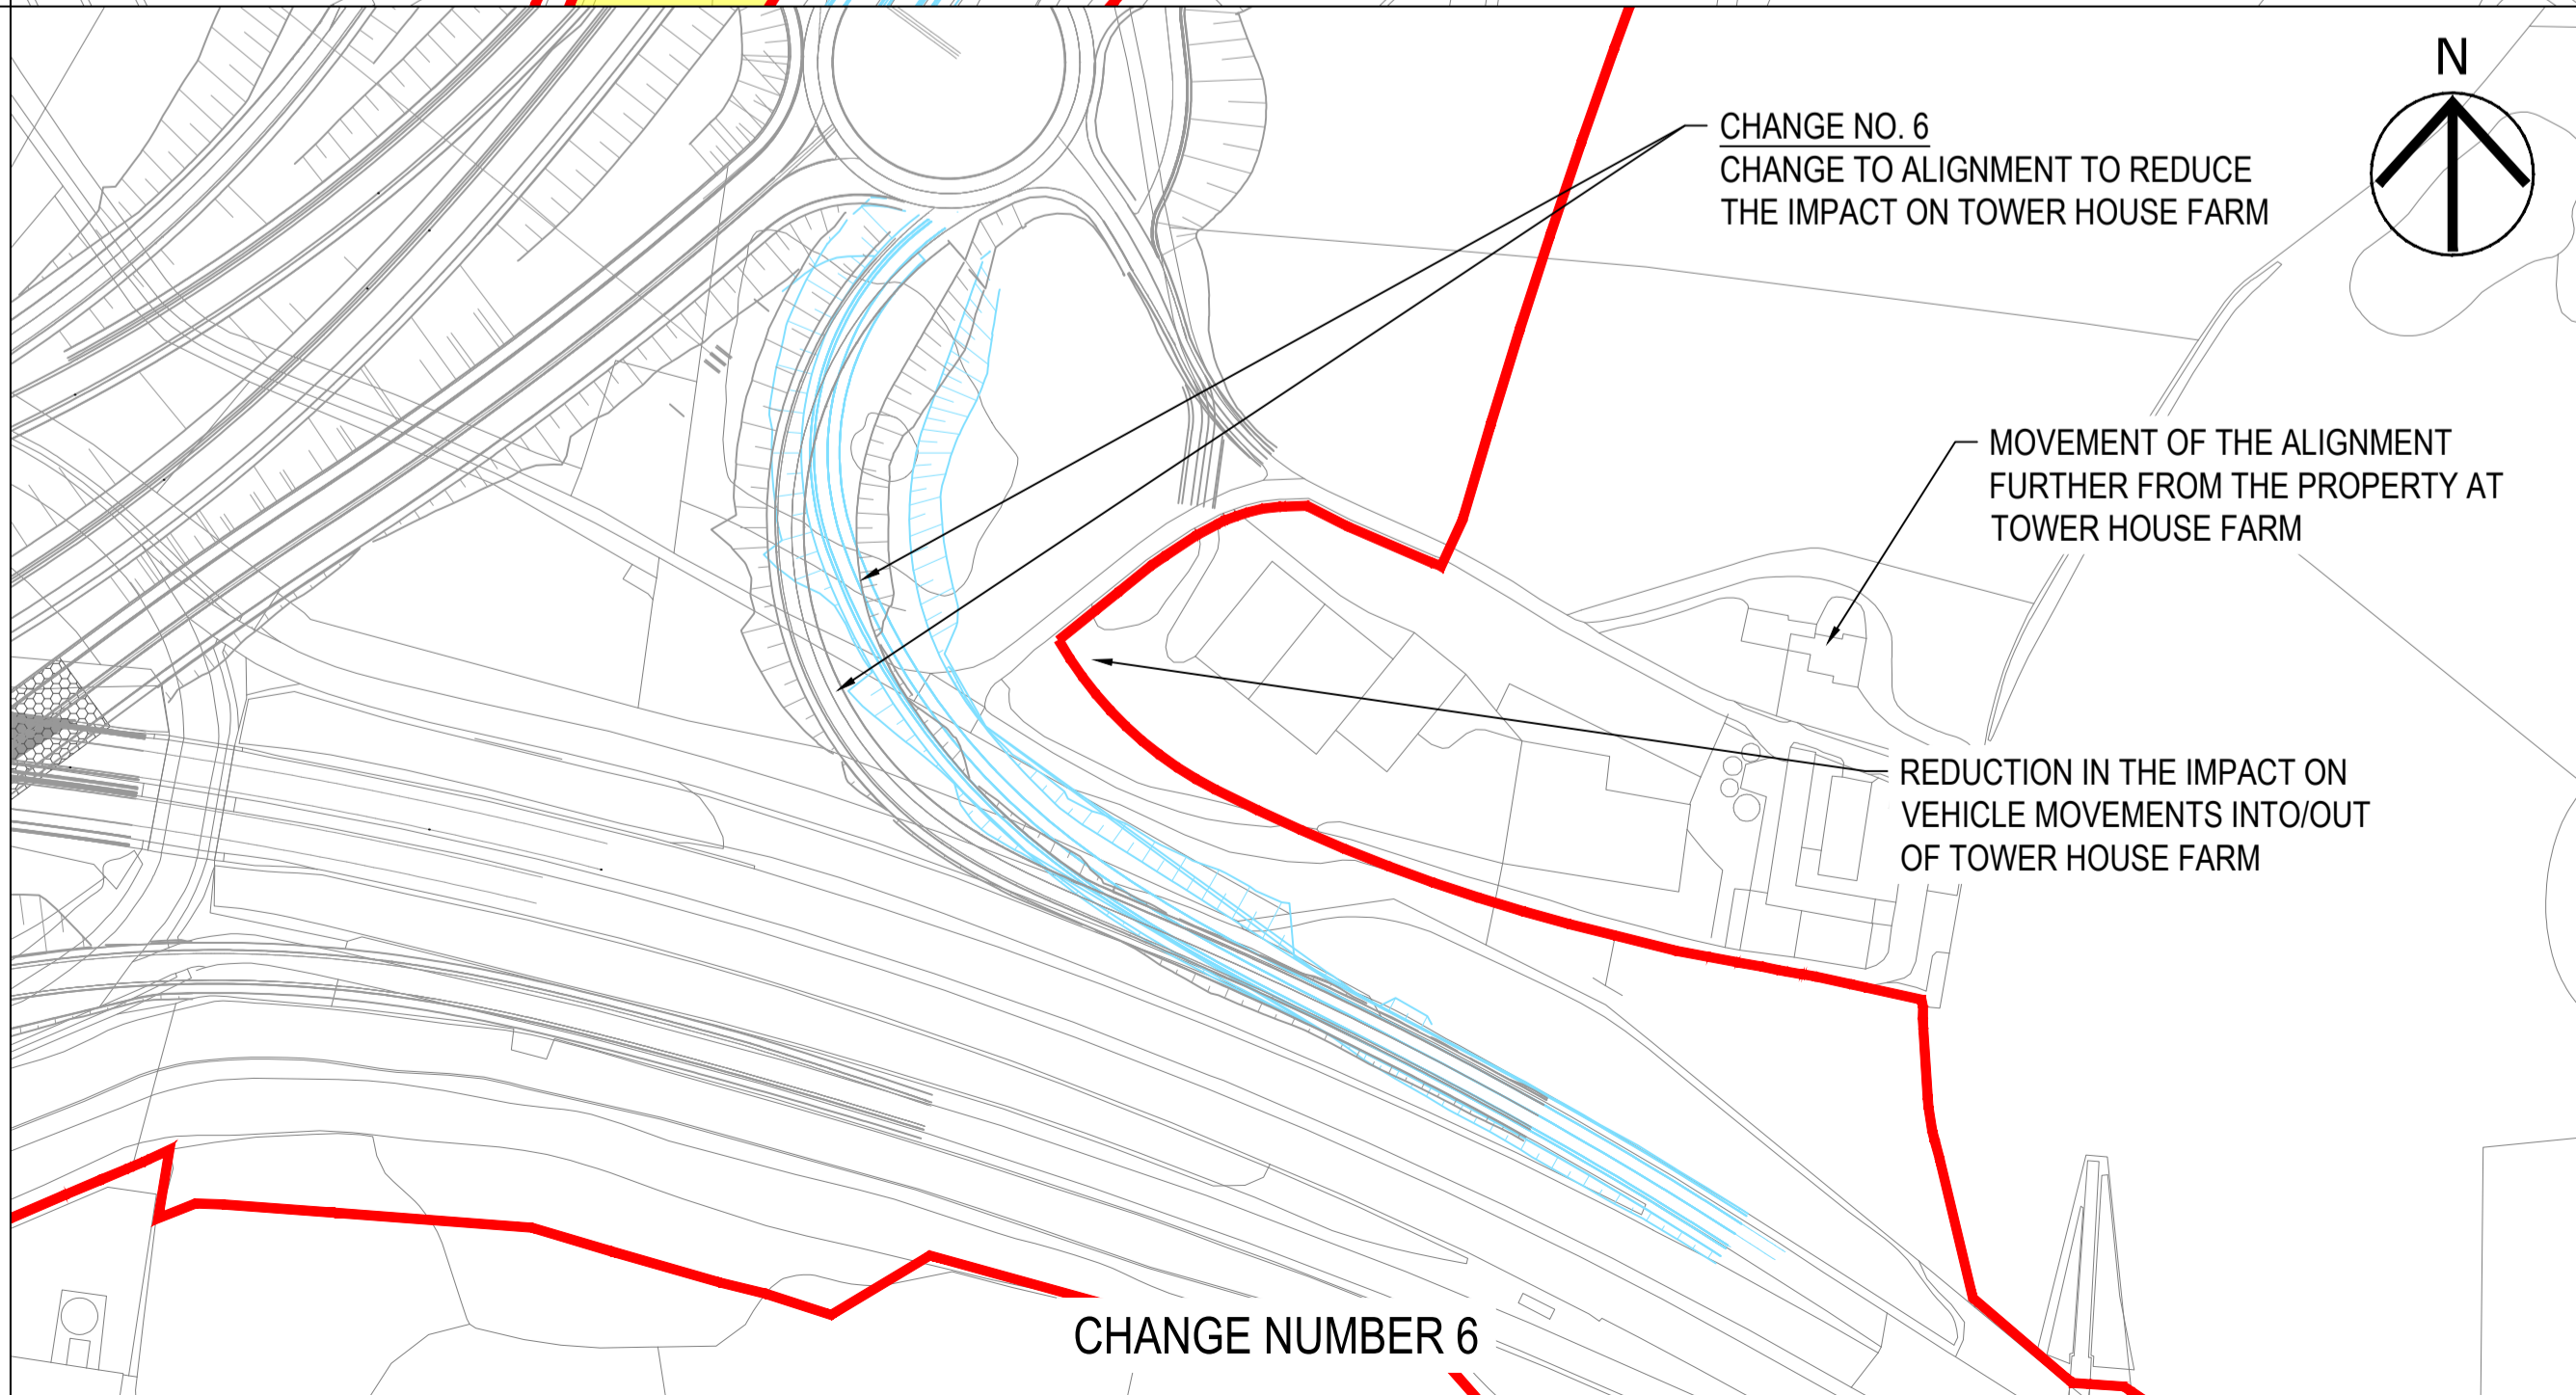 N
CHANGE NO. 6
CHANGE TO ALIGNMENT TO REDUCE
THE IMPACT ON TOWER HOUSE FARM
MOVEMENT OF THE ALIGNMENT
FURTHER FROM THE PROPERTY AT
TOWER HOUSE FARM
REDUCTION IN THE IMPACT ON
VEHICLE MOVEMENTS INTO/OUT
OF TOWER HOUSE FARM
CHANGE NUMBER 6